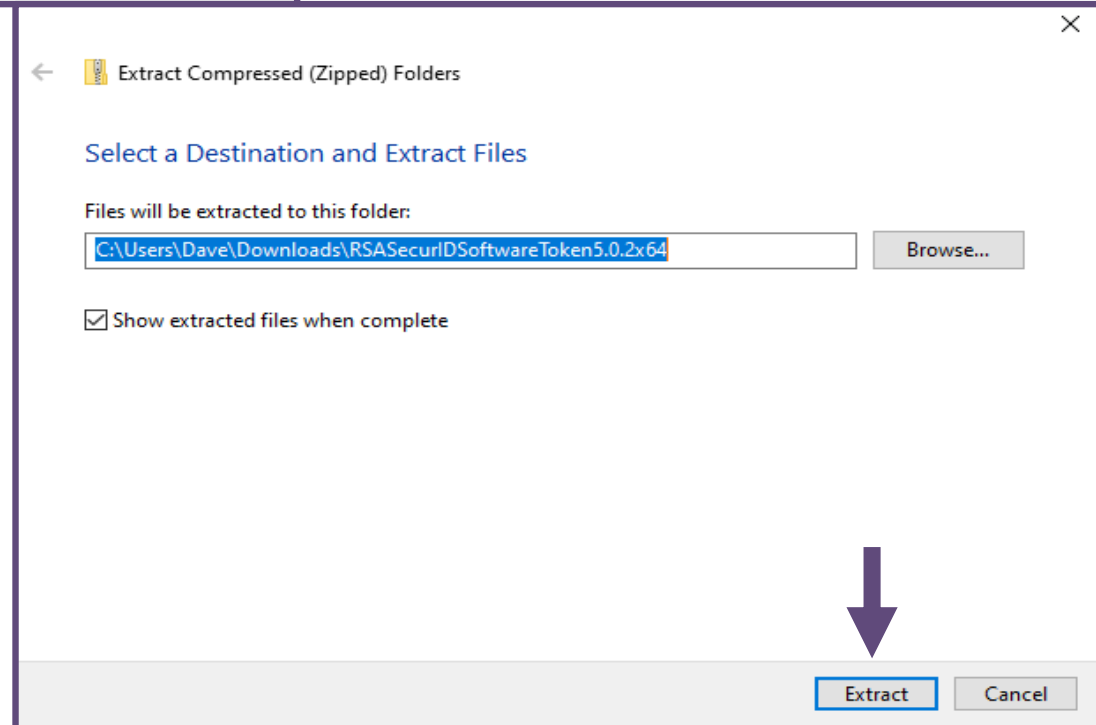 Extract Compressed (Zipped) Folders
Select a Destination and Extract Files
Files will be extracted to this folder:
C:\Users\Dave\Downloads\RSASecurIDSoftwareToken5.0.2x64
Browse...
Show extracted files when complete
Extract
Cancel